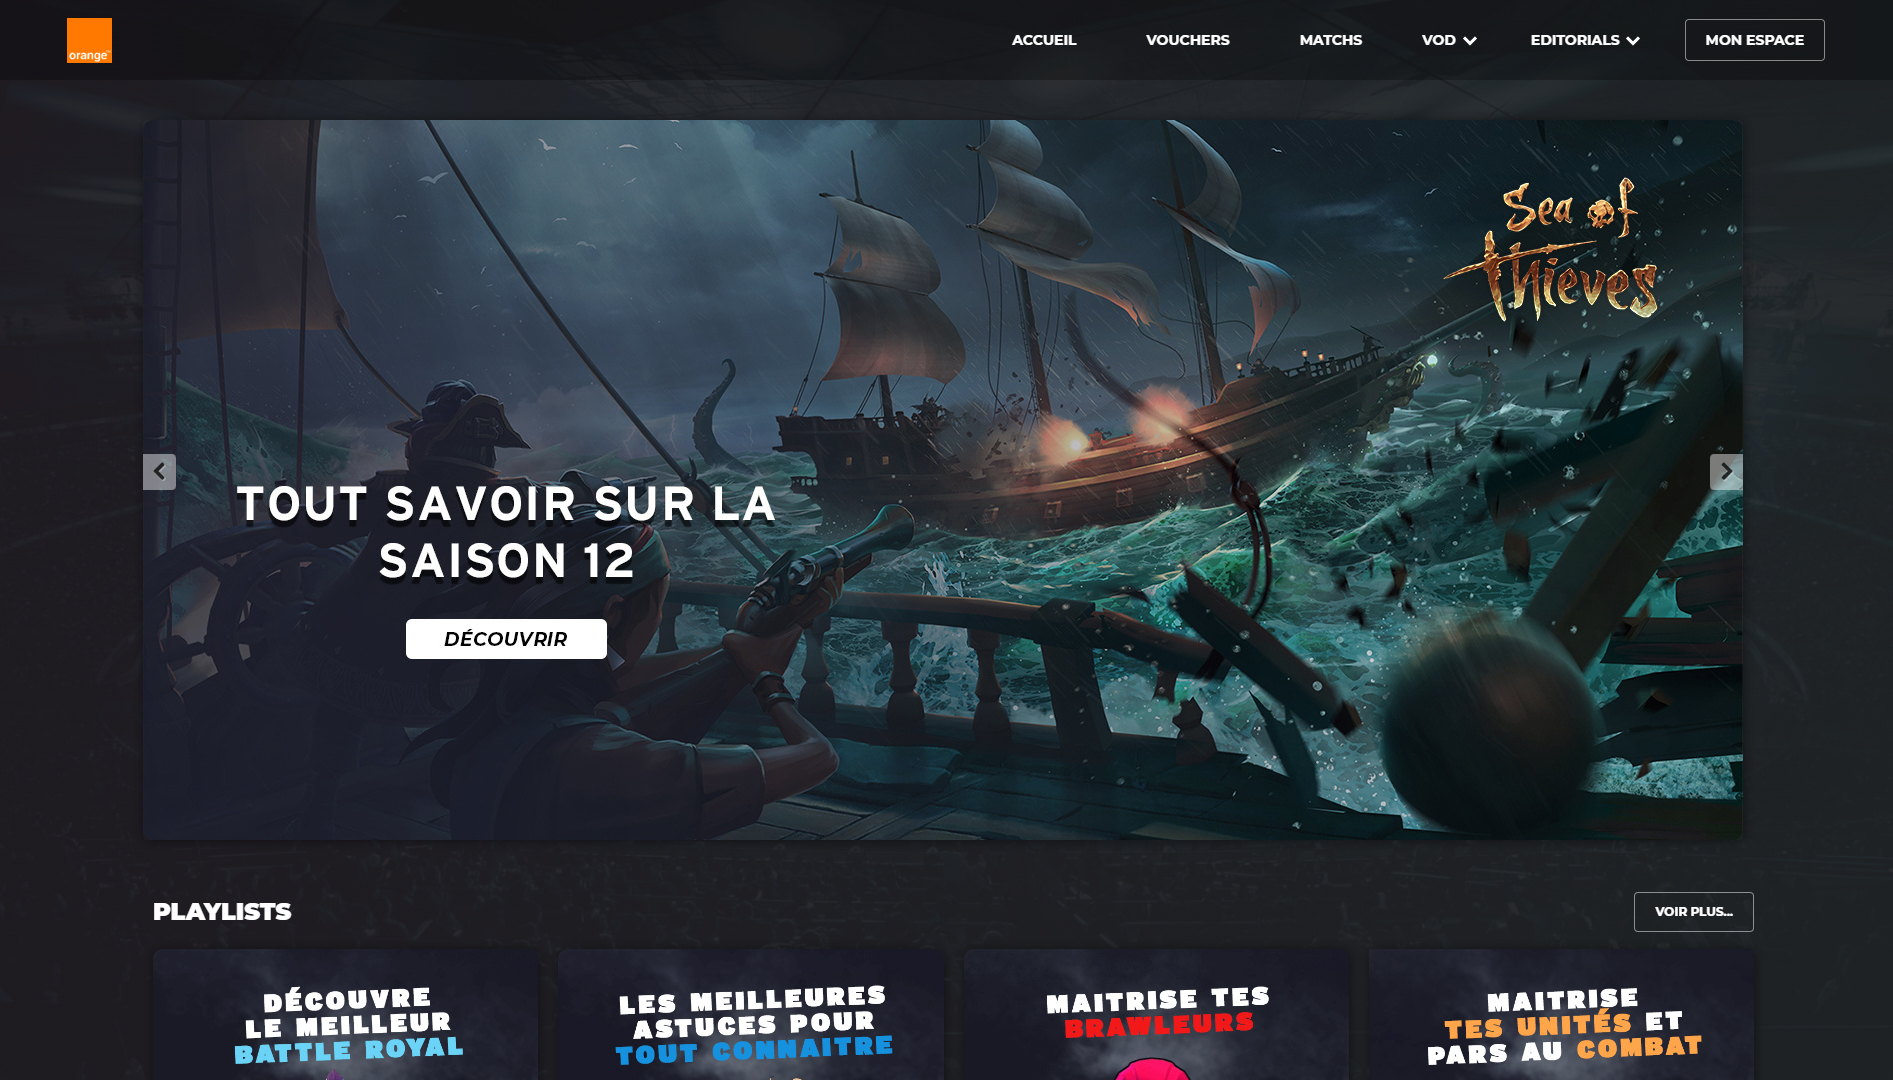 orange™
ACCUEIL
VOUCHERS
MATCHS
VOD
EDITORIALS
MON ESPACE
Sea of
Thieves
TOUT SAVOIR SUR LA
SAISON 12
DÉCOUVRIR
PLAYLISTS
VOIR PLUS...
DÉCOUVRE
LE MEILLEUR
BATTLE ROYAL
LES MEILLEURES
ASTUCES POUR
TOUT CONNAITRE
MAITRISE TES
BRAWLEURS
MAITRISE
TES UNITÉS ET
PARS AU COMBAT